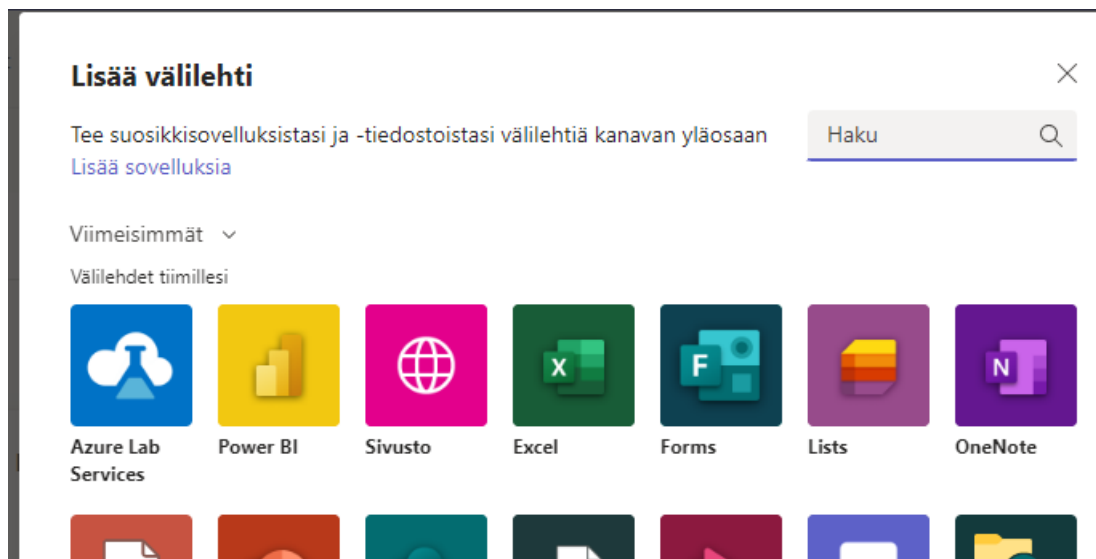 Lisää välilehti
Tee suosikkisovelluksistasi ja -tiedostoistasi välilehtiä kanavan yläosaan
Haku
Lisää sovelluksia
Viimeisimmät
Välilehdet tiimillesi
X
F
N
Azure Lab
Services
Power BI
Sivusto
Excel
Forms
Lists
OneNote